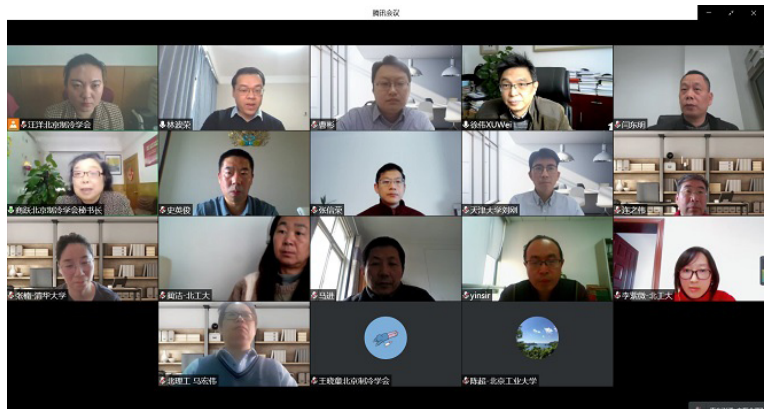 腾讯会议
汪洋北京制冷学会
林波荣
曹彬
徐伟XUWei
闫东明
商跃北京制冷学会秘书长
史英俊
张信荣
天津大学刘刚
连之伟
张楠-清华大学
蔺洁-北工大
马进
yinsir
李紫微-北工大
北理工 马宏伟
王晓童北京制冷学会
陈超-北京工业大学